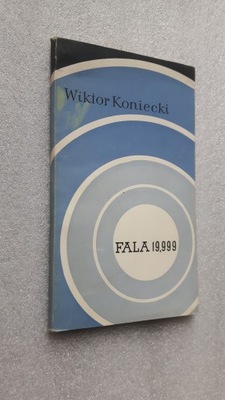 Wiktor Koniecki
FALA 19,999